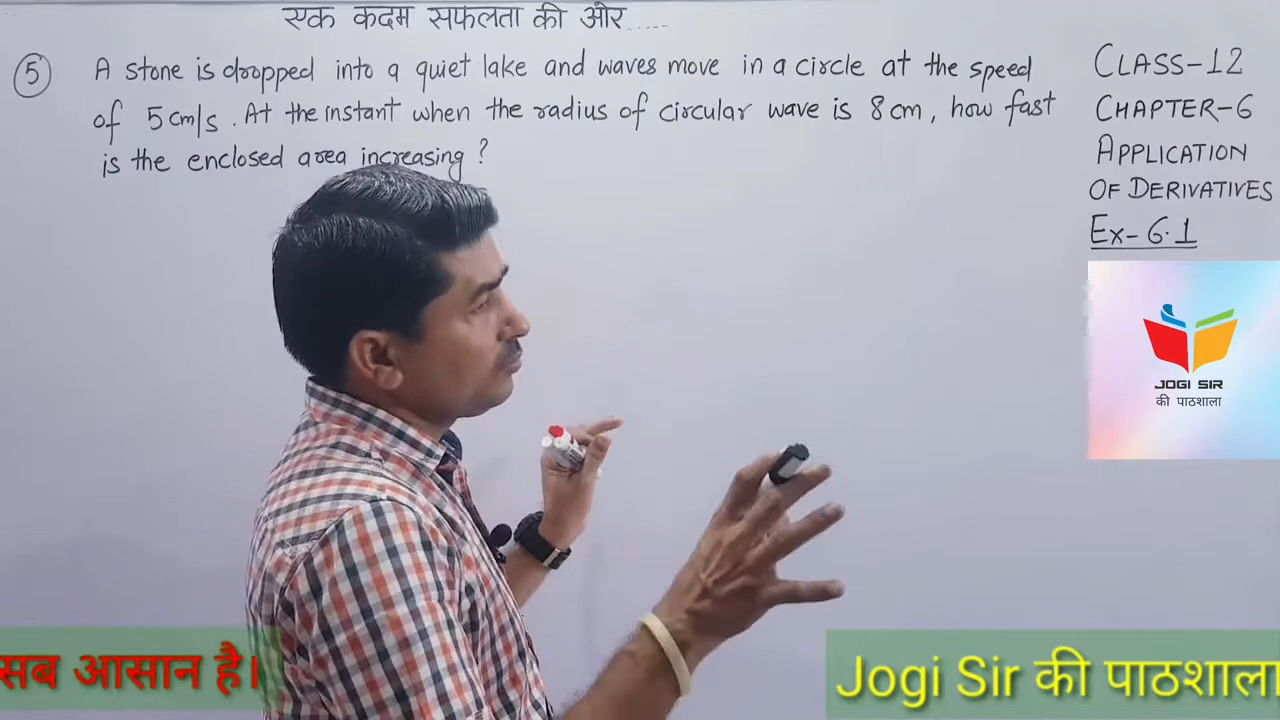 एक कदम सफलता की ओर.....
5 A stone is dropped into a quiet lake and waves move in a circle at the speed
of 5 cm/s. At the instant when the radius of circular wave is 8 cm, how fast
is the enclosed area increasing ?
CLASS-12
CHAPTER-6
APPLICATION
OF DERIVATIVES
Ex-6.1
JOGI SIR
की पाठशाला
सब आसान है।
Jogi Sir की पाठशाला